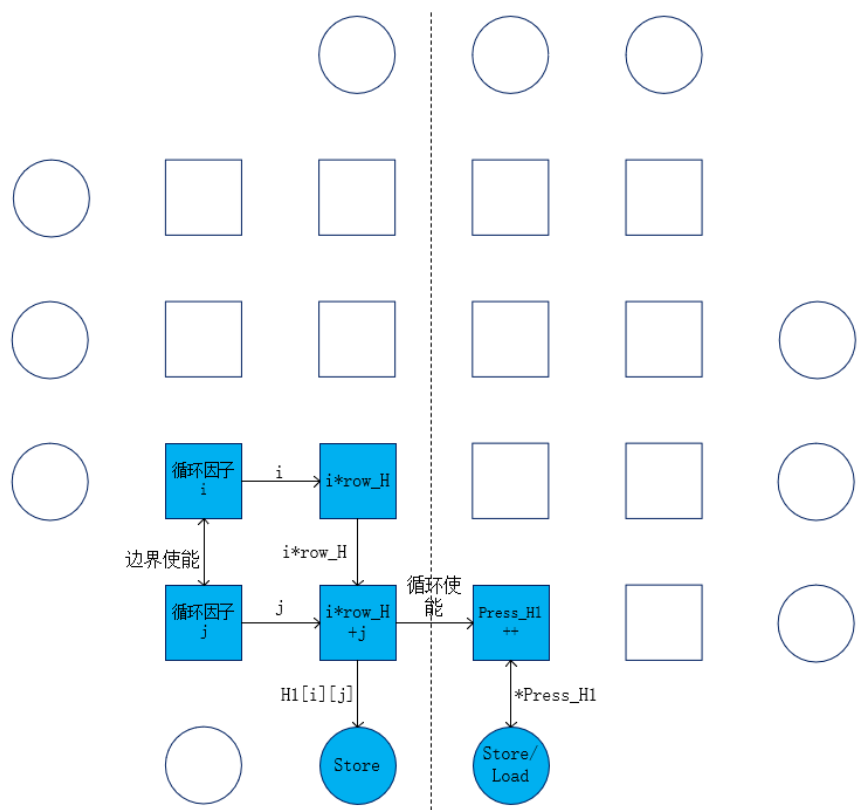 循环因子
i
i
i*row_H
边界使能
i*row_H
循环使
能
循环因子
j
j
i*row_H
+j
Press_H1
++
H1[i][j]
*Press_H1
Store
Store/
Load